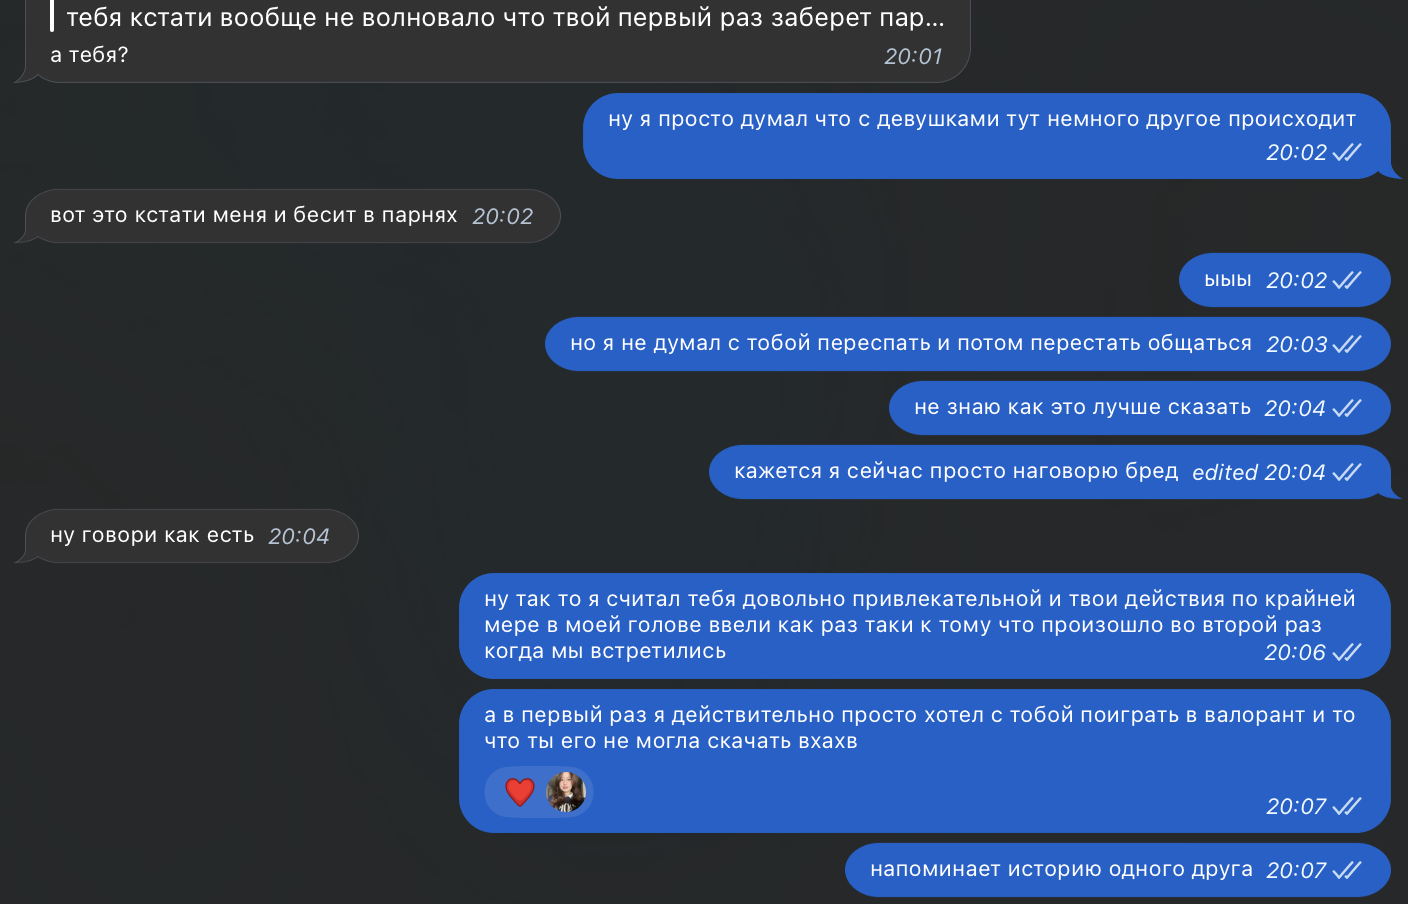 тебя кстати вообще не волновало что твой первый раз заберет пар...
а тебя?
20:01
ну я просто думал что с девушками тут немного другое происходит
20:02
вот это кстати меня и бесит в парнях 20:02
ыыы 20:02
но я не думал с тобой переспать и потом перестать общаться 20:03
не знаю как это лучше сказать 20:04
кажется я сейчас просто наговорю бред edited 20:04
ну говори как есть 20:04
ну так то я считал тебя довольно привлекательной и твои действия по крайней
мере в моей голове ввели как раз таки к тому что произошло во второй раз
когда мы встретились 20:06
а в первый раз я действительно просто хотел с тобой поиграть в валорант и то
что ты его не могла скачать вхахв
20:07
напоминает историю одного друга 20:07